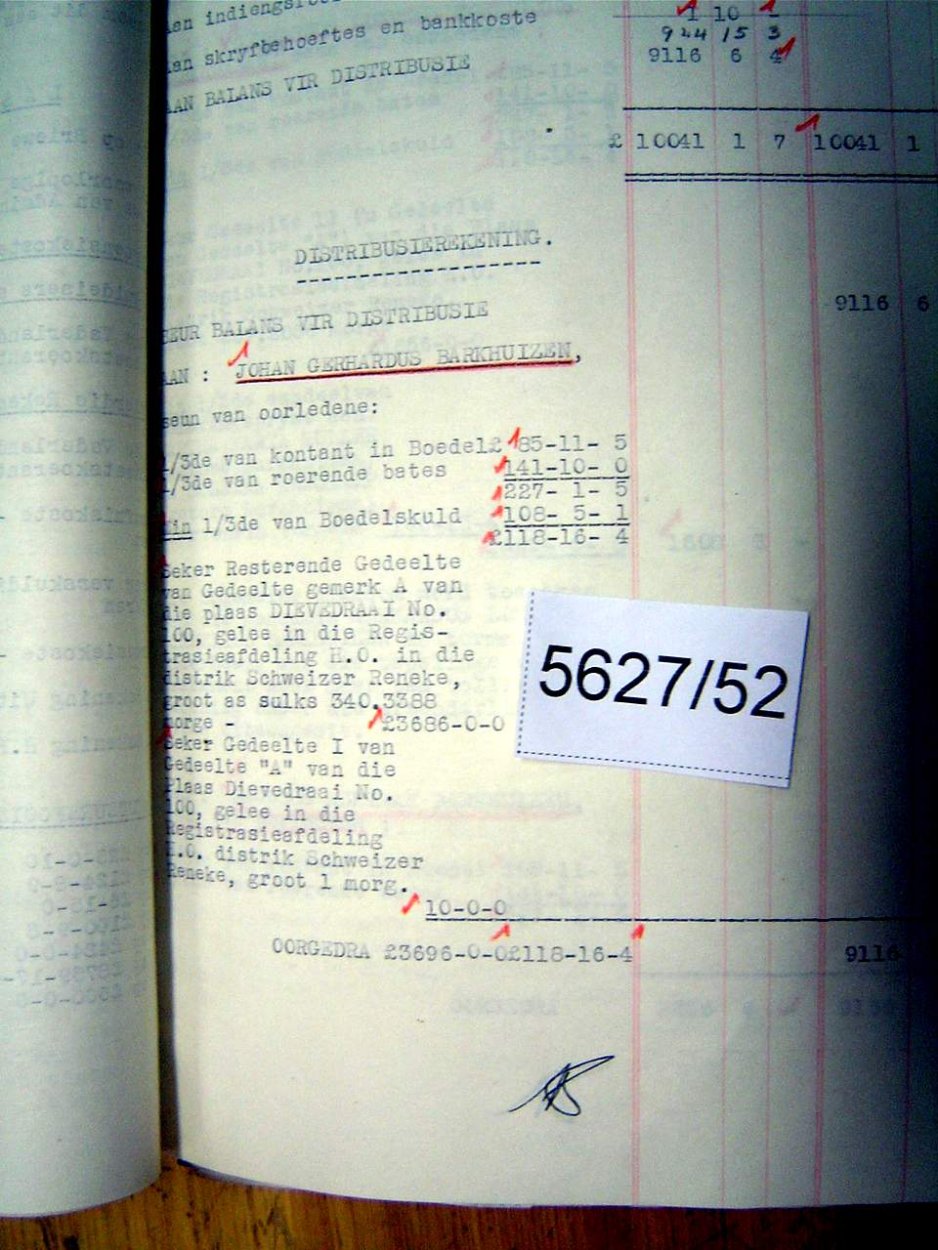 an indiengs
1 10 -
an skryfbehoeftes en bankkoste
944 15 3
AAN BALANS VIR DISTRIBUSIE 9116 6 4
£ 10041 1 7 10041 1
DISTRIBUSIEREKENING.
DEUR BALANS VIR DISTRIBUSIE 9116 6
AAN : JOHAN GERHARDUS BARKHUIZEN,
seun van oorledene:
1/3de van kontant in Boedel£ 85-11- 5
1/3de van roerende bates 141-10- 0
227- 1- 5
Min 1/3de van Boedelskuld 108- 5- 1
£118-16- 4
Seker Resterende Gedeelte
van Gedeelte gemerk A van
die plaas DIEVEDRAAI No.
100, gelee in die Regis-
trasieafdeling H.O. in die
distrik Schweizer Reneke,
groot as sulks 340.3388
morge - £3686-0-0
Seker Gedeelte I van
Gedeelte "A" van die
Plaas Dievedraai No.
100, gelee in die
Registrasieafdeling
H.O. distrik Schweizer
Reneke, groot 1 morg.
10-0-0
OORGEDRA £3696-0-0£118-16-4 9116
5627/52